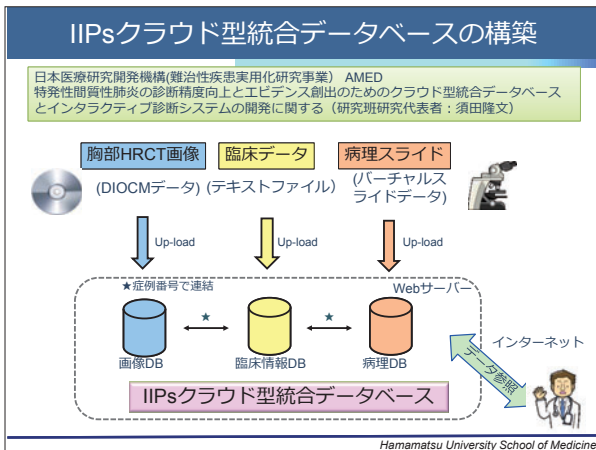 IIPsクラウド型統合データベースの構築
日本医療研究開発機構(難治性疾患実用化研究事業） AMED
特発性間質性肺炎の診断精度向上とエビデンス創出のためのクラウド型統合データベース
とインタラクティブ診断システムの開発に関する（研究班研究代表者：須田隆文）
胸部HRCT画像
臨床データ
病理スライド
(DIOCMデータ)
(テキストファイル）
(バーチャルス
ライドデータ)
Up-load
Up-load
Up-load
★症例番号で連結
Webサーバー
★
★
画像DB
臨床情報DB
病理DB
インターネット
データ参照
IIPsクラウド型統合データベース
Hamamatsu University School of Medicine